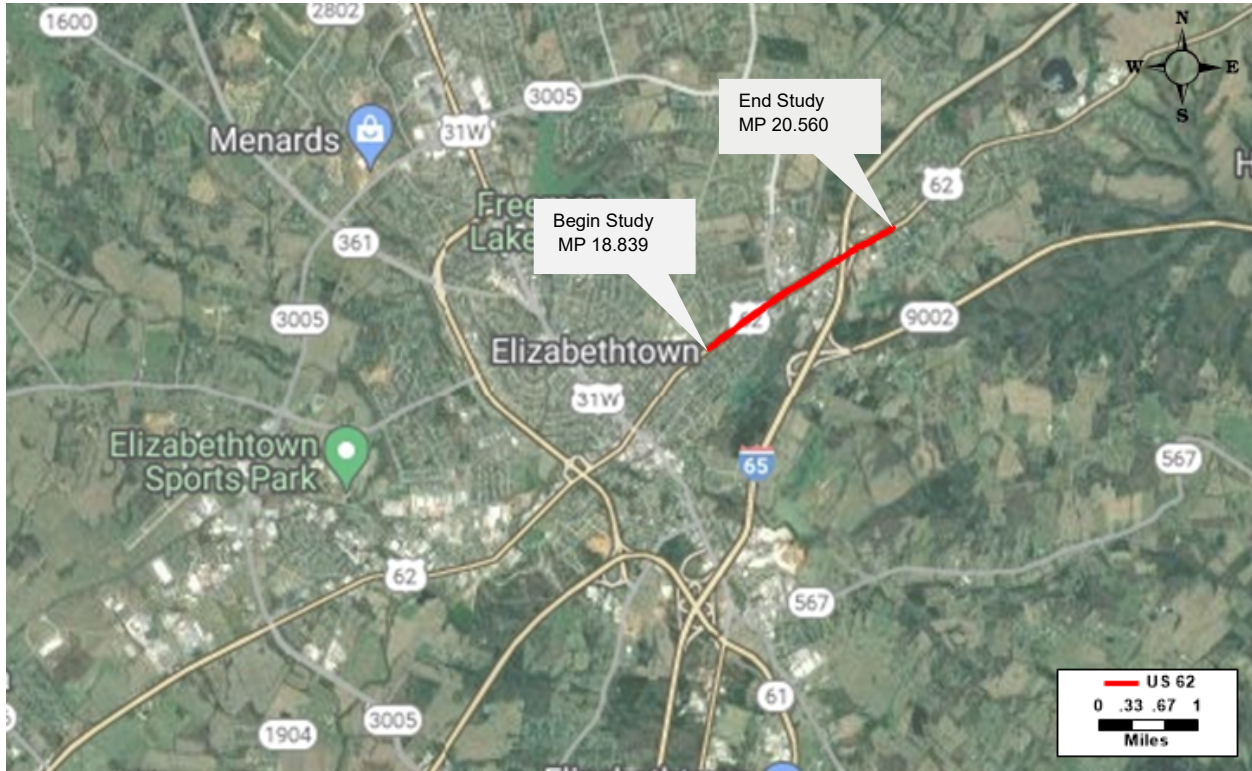 2802
1600
N
W E
S
3005
31W
Menards
End Study
MP 20.560
62
Begin Study
MP 18.839
361
3005
62
9002
Elizabethtown
31W
Elizabethtown
Sports Park
65
567
62
567
61
3005
1904
US 62
0 .33 .67 1
Miles